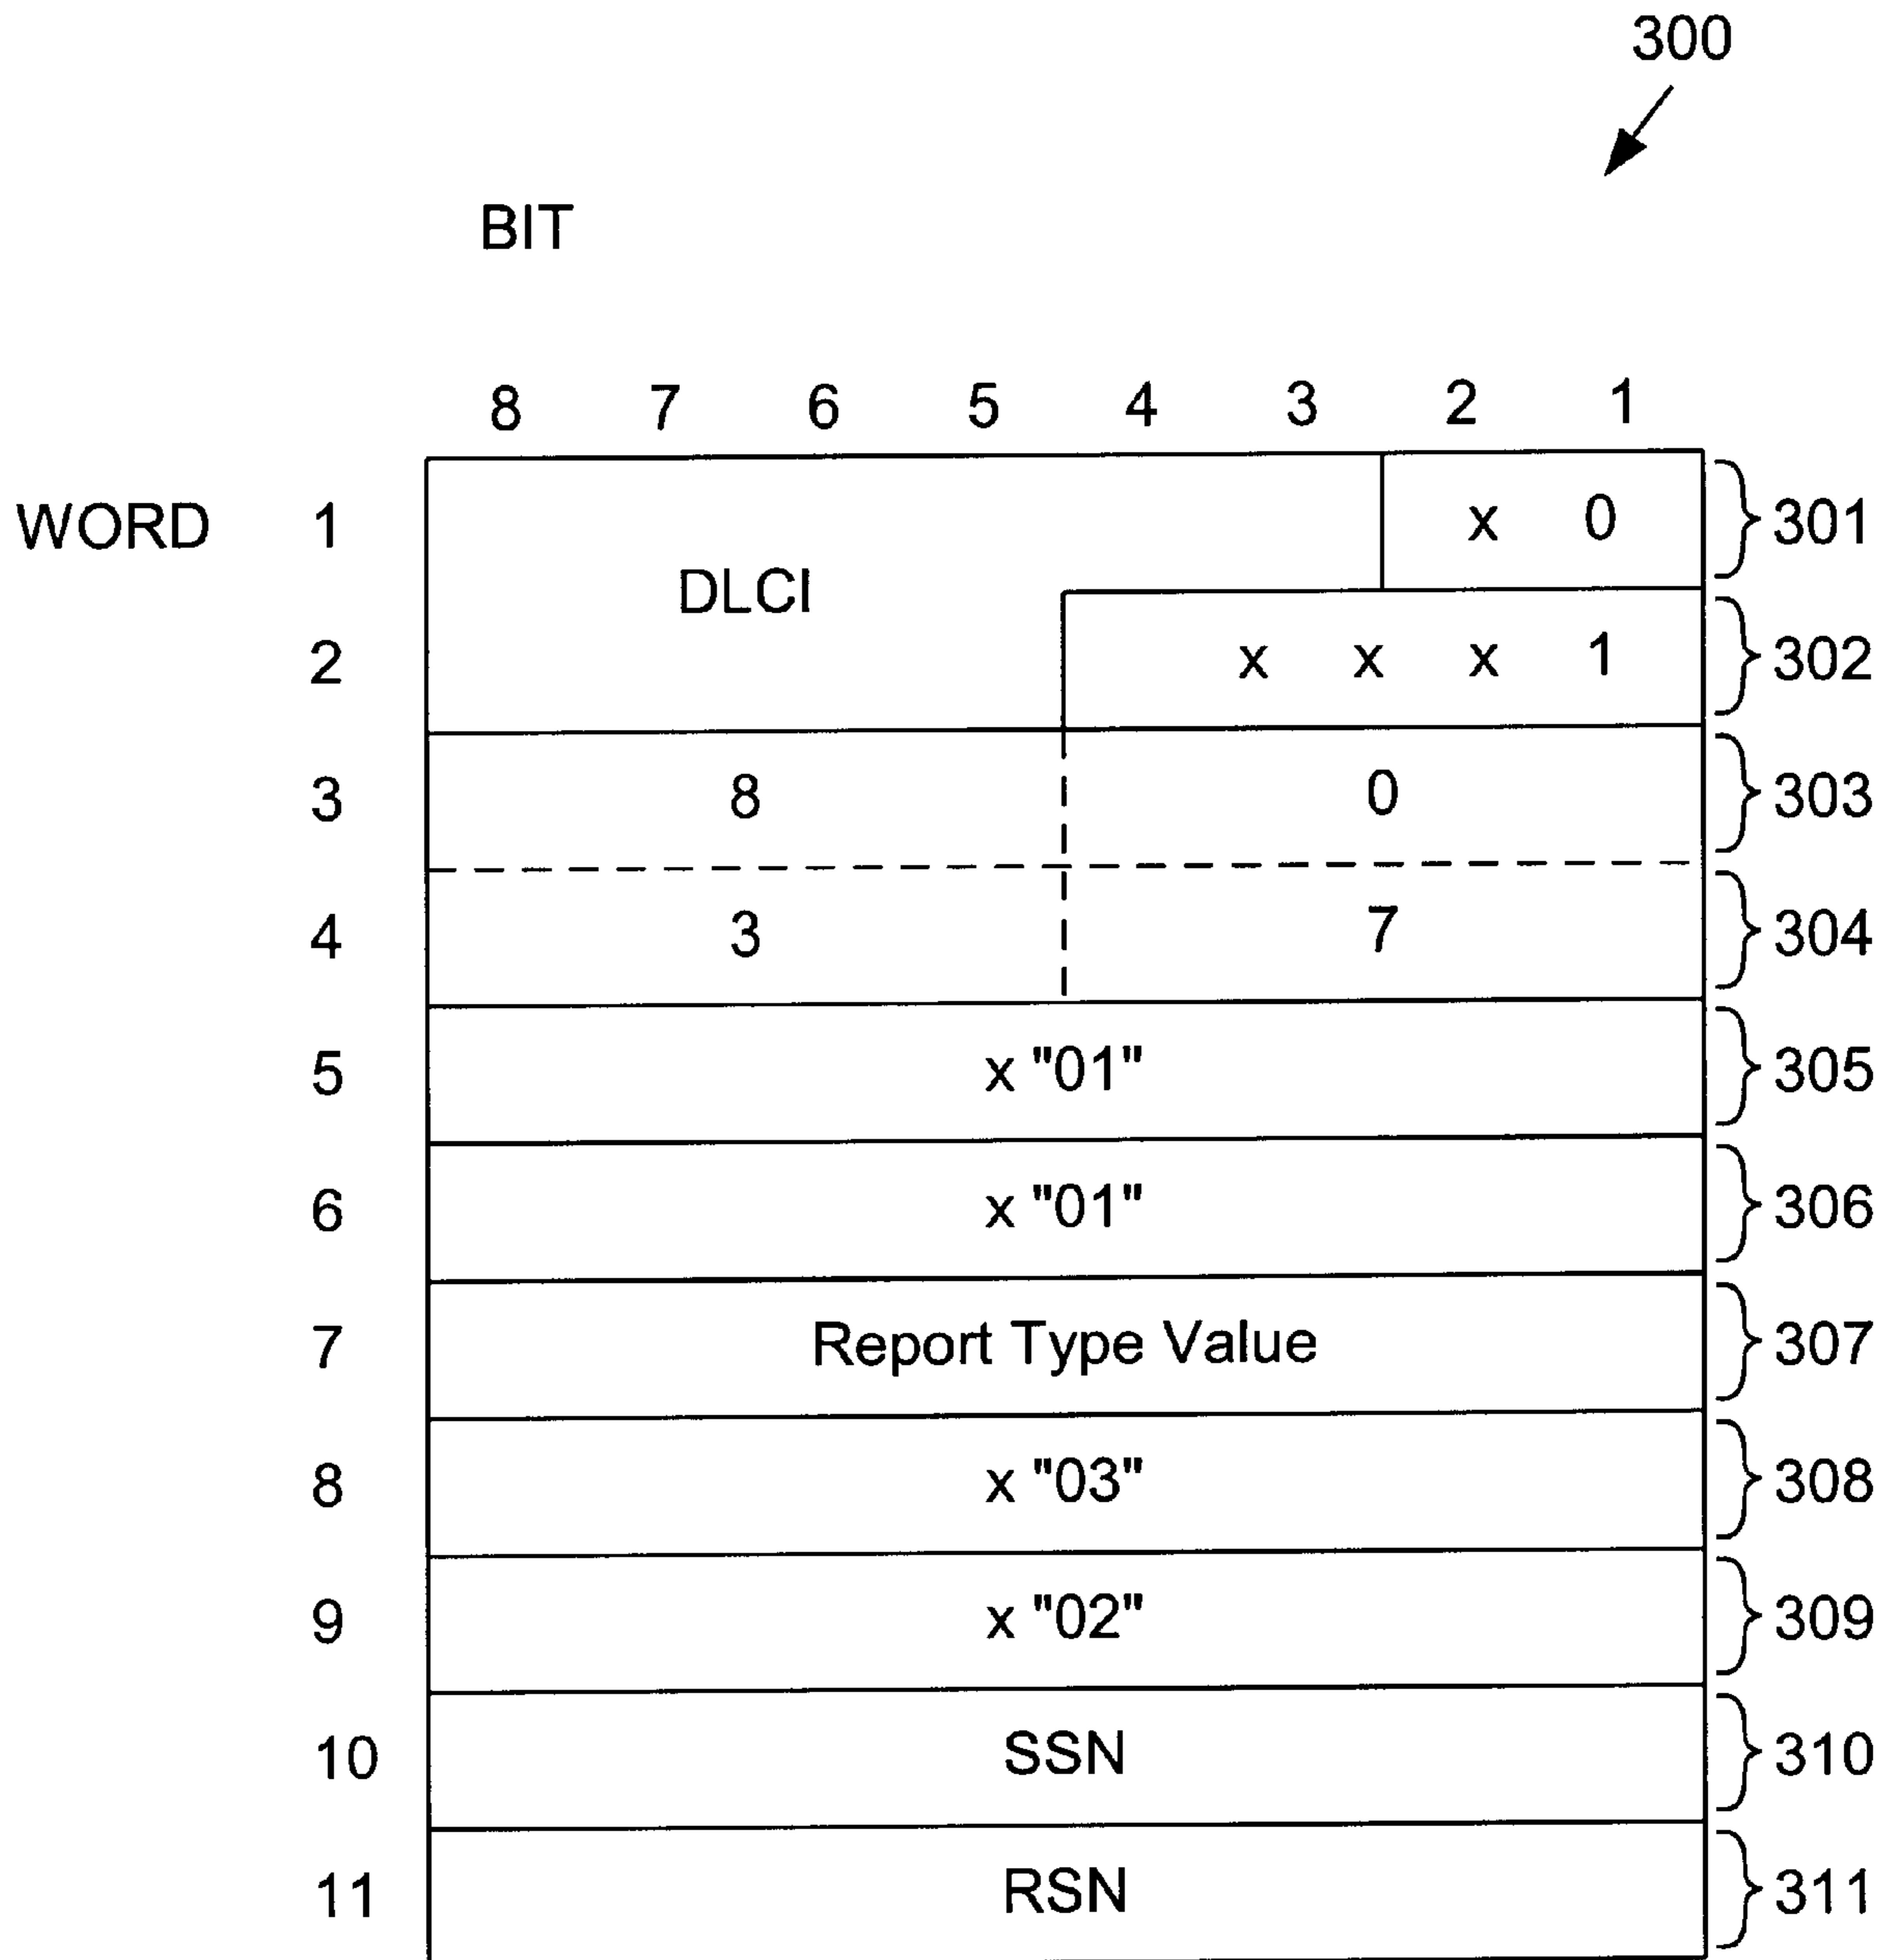 300
BIT
8 7 6 5 4 3 2 1
WORD 1 x 0 301
DLCI
2 x x x 1 302
3 8 0 303
4 3 7 304
5 x "01" 305
6 x "01" 306
7 Report Type Value 307
8 x "03" 308
9 x "02" 309
10 SSN 310
11 RSN 311